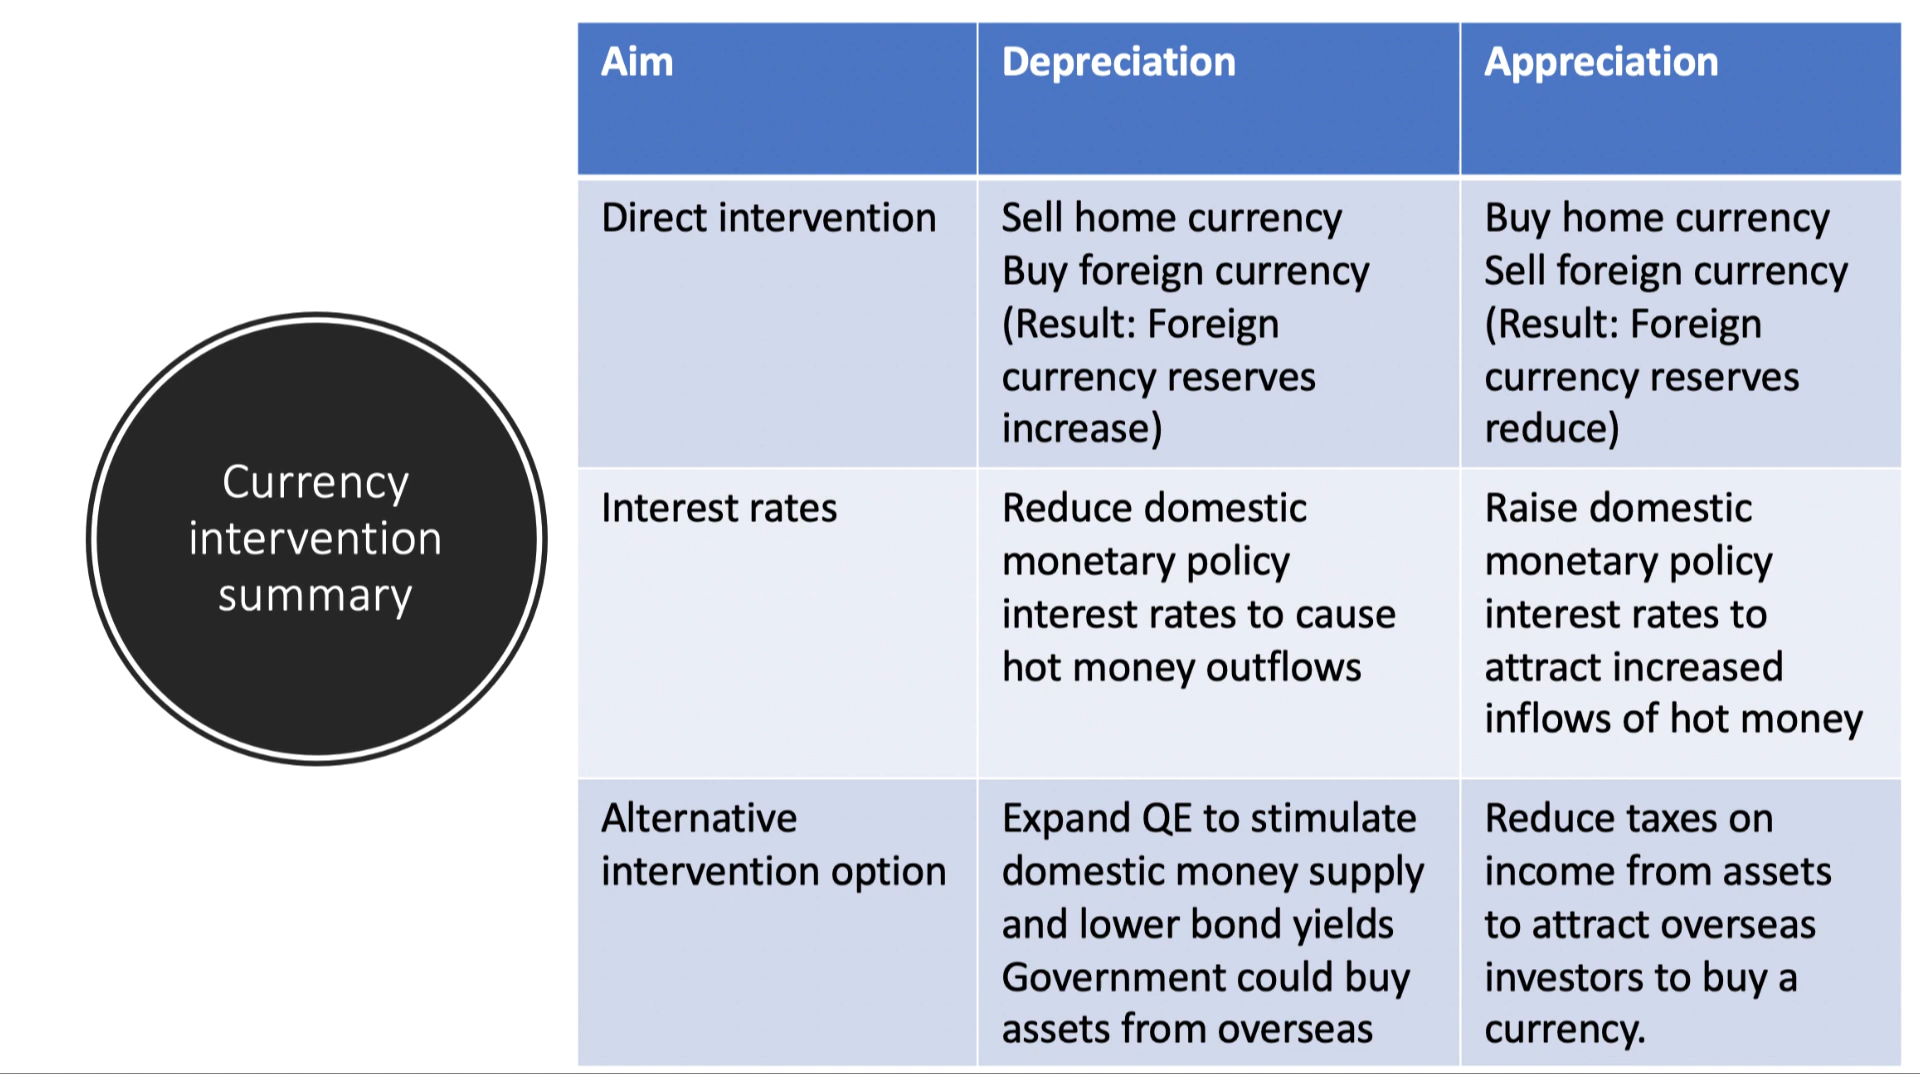 Currency
intervention
summary
Aim
Depreciation
Appreciation
Direct intervention
Sell home currency
Buy foreign currency
(Result: Foreign
currency reserves
increase)
Buy home currency
Sell foreign currency
(Result: Foreign
currency reserves
reduce)
Interest rates
Reduce domestic
monetary policy
interest rates to cause
hot money outflows
Raise domestic
monetary policy
interest rates to
attract increased
inflows of hot money
Alternative
intervention option
Expand QE to stimulate
domestic money supply
and lower bond yields
Government could buy
assets from overseas
Reduce taxes on
income from assets
to attract overseas
investors to buy a
currency.